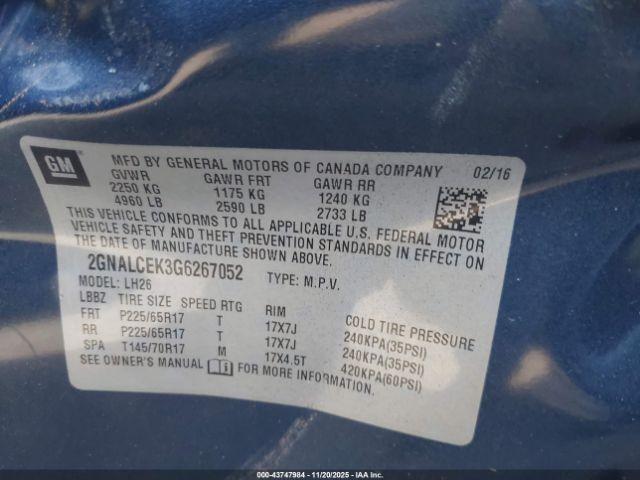 GM
MFD BY GENERAL MOTORS OF CANADA COMPANY 02/16
GVWR GAWR FRT GAWR RR
2250 KG 1175 KG 1240 KG
4960 LB 2590 LB 2733 LB
THIS VEHICLE CONFORMS TO ALL APPLICABLE U.S. FEDERAL MOTOR
VEHICLE SAFETY AND THEFT PREVENTION STANDARDS IN EFFECT ON
THE DATE OF MANUFACTURE SHOWN ABOVE.
2GNALCEK3G6267052 TYPE: M.P.V.
MODEL: LH26
LBBZ TIRE SIZE SPEED RTG RIM COLD TIRE PRESSURE
FRT P225/65R17 T 17X7J 240KPA(35PSI)
RR P225/65R17 T 17X7J 240KPA(35PSI)
SPA T145/70R17 M 17X4.5T 420KPA(60PSI)
SEE OWNER'S MANUAL FOR MORE INFORMATION.
000-43747984 - 11/20/2025 - IAAI.COM